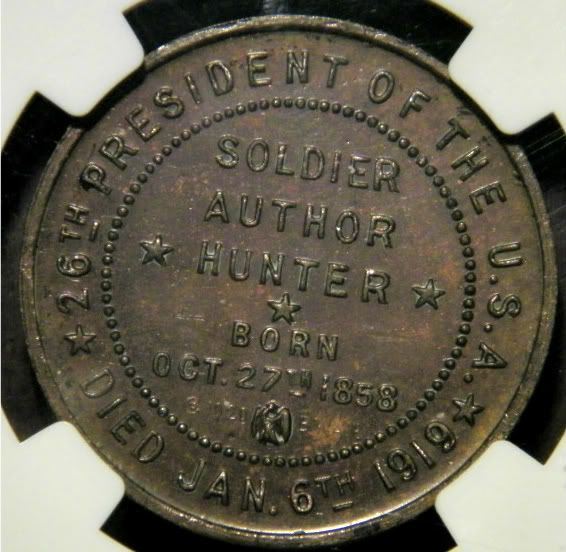 26TH PRESIDENT OF THE U.S.A.
SOLDIER
AUTHOR
HUNTER
BORN
OCT. 27TH 1858
DIED JAN. 6TH 1919